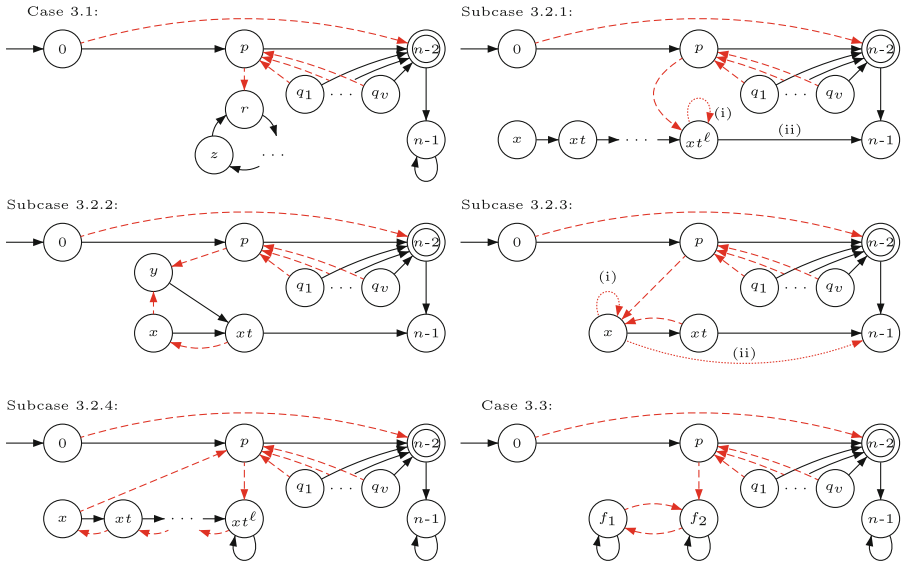 Case 3.1:
0 p n-2
q₁ ··· qᵥ
r
z ···
n-1
Subcase 3.2.1:
0 p n-2
q₁ ··· qᵥ
(i)
x xt ··· xtℓ (ii) n-1
Subcase 3.2.2:
0 p n-2
y
q₁ ··· qᵥ
x xt n-1
Subcase 3.2.3:
0 p n-2
(i) q₁ ··· qᵥ
x xt n-1
(ii)
Subcase 3.2.4:
0 p n-2
q₁ ··· qᵥ
x xt ··· xtℓ n-1
Case 3.3:
0 p n-2
q₁ ··· qᵥ
f₁ f₂ n-1